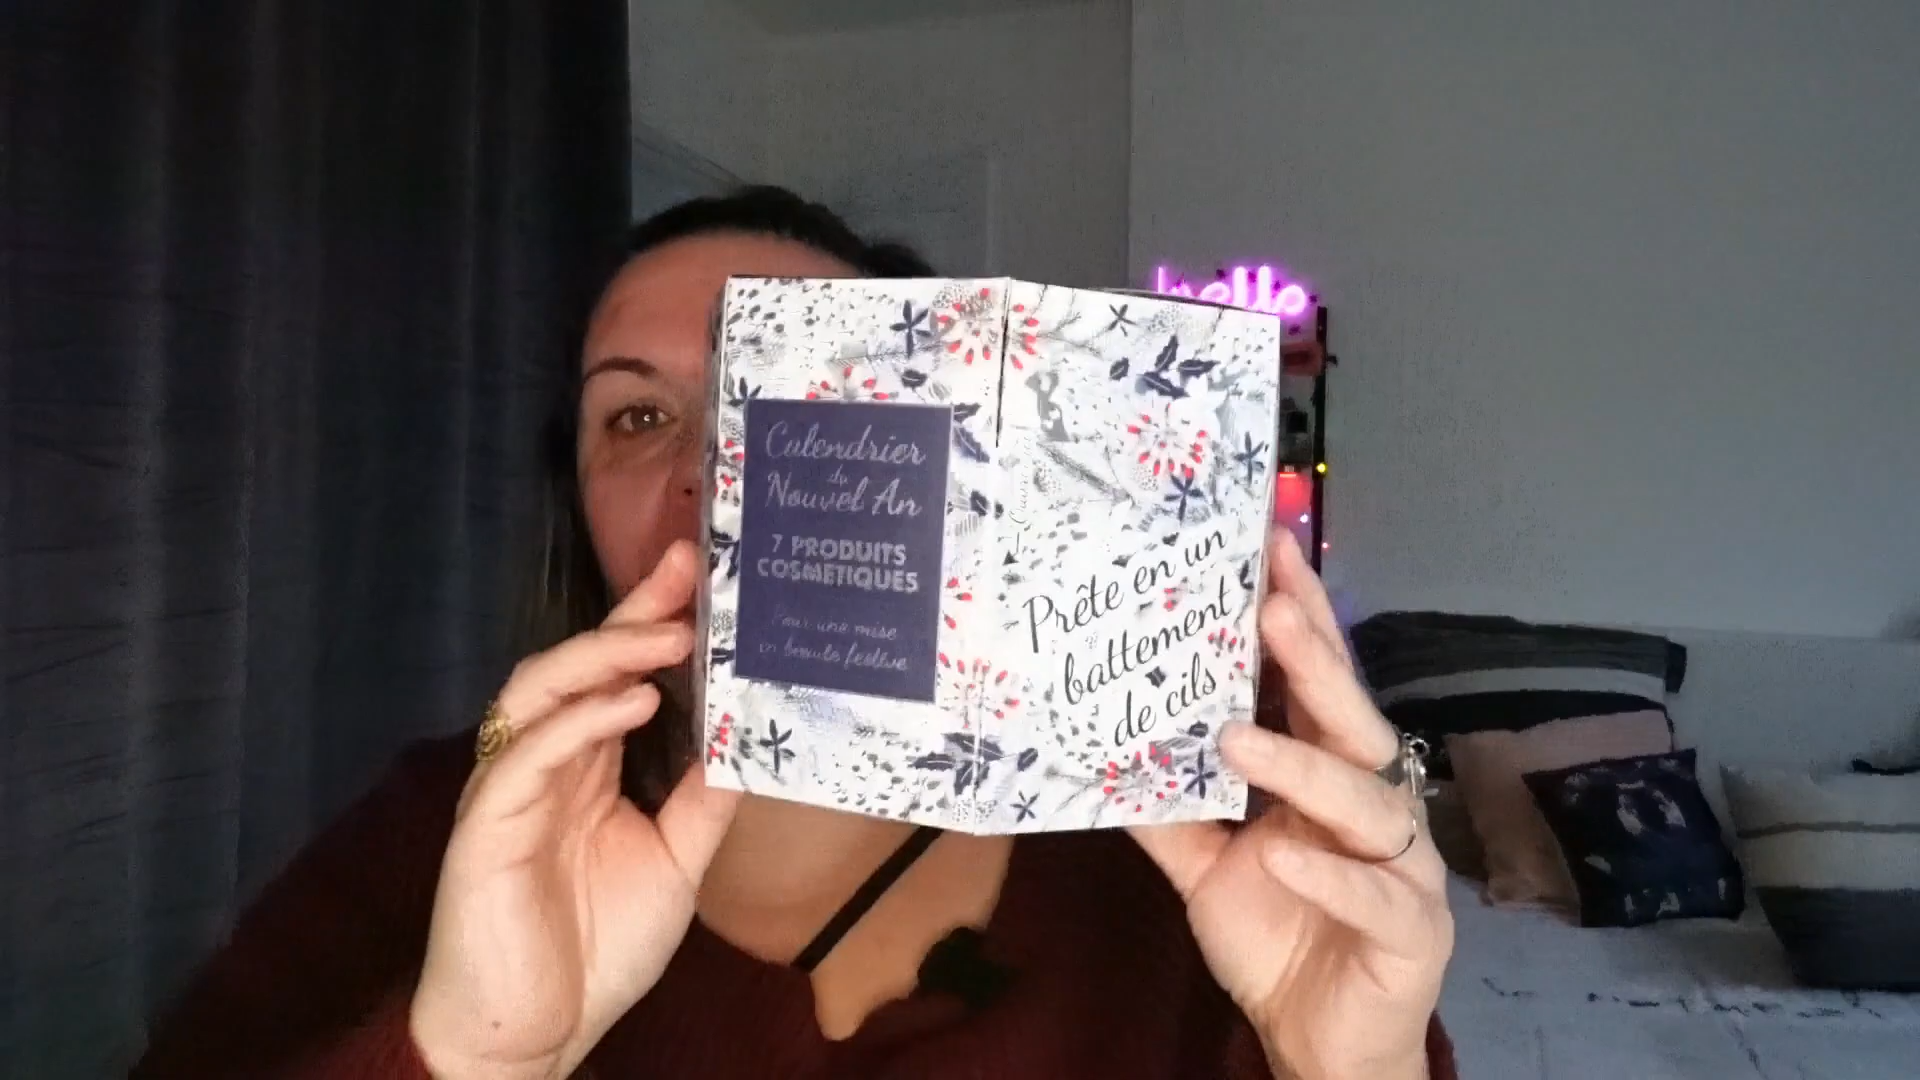 hello
Calendrier
du
Nouvel An
7 PRODUITS
COSMETIQUES
Pour une mise
en beauté festive
Prête en un
battement
de cils